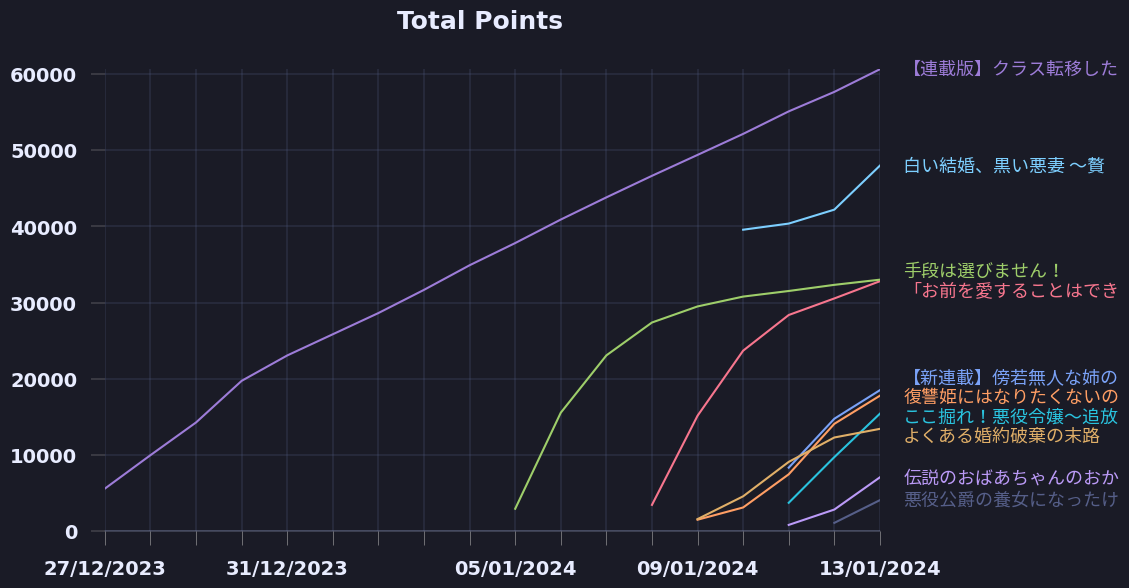 Total Points
60000
50000
40000
30000
20000
10000
0
27/12/2023
31/12/2023
05/01/2024
09/01/2024
13/01/2024
【連載版】クラス転移した
白い結婚、黒い悪妻 ～贅
手段は選びません！
「お前を愛することはでき
【新連載】傍若無人な姉の
復讐姫にはなりたくないの
ここ掘れ！悪役令嬢～追放
よくある婚約破棄の末路
伝説のおばあちゃんのおか
悪役公爵の養女になったけ